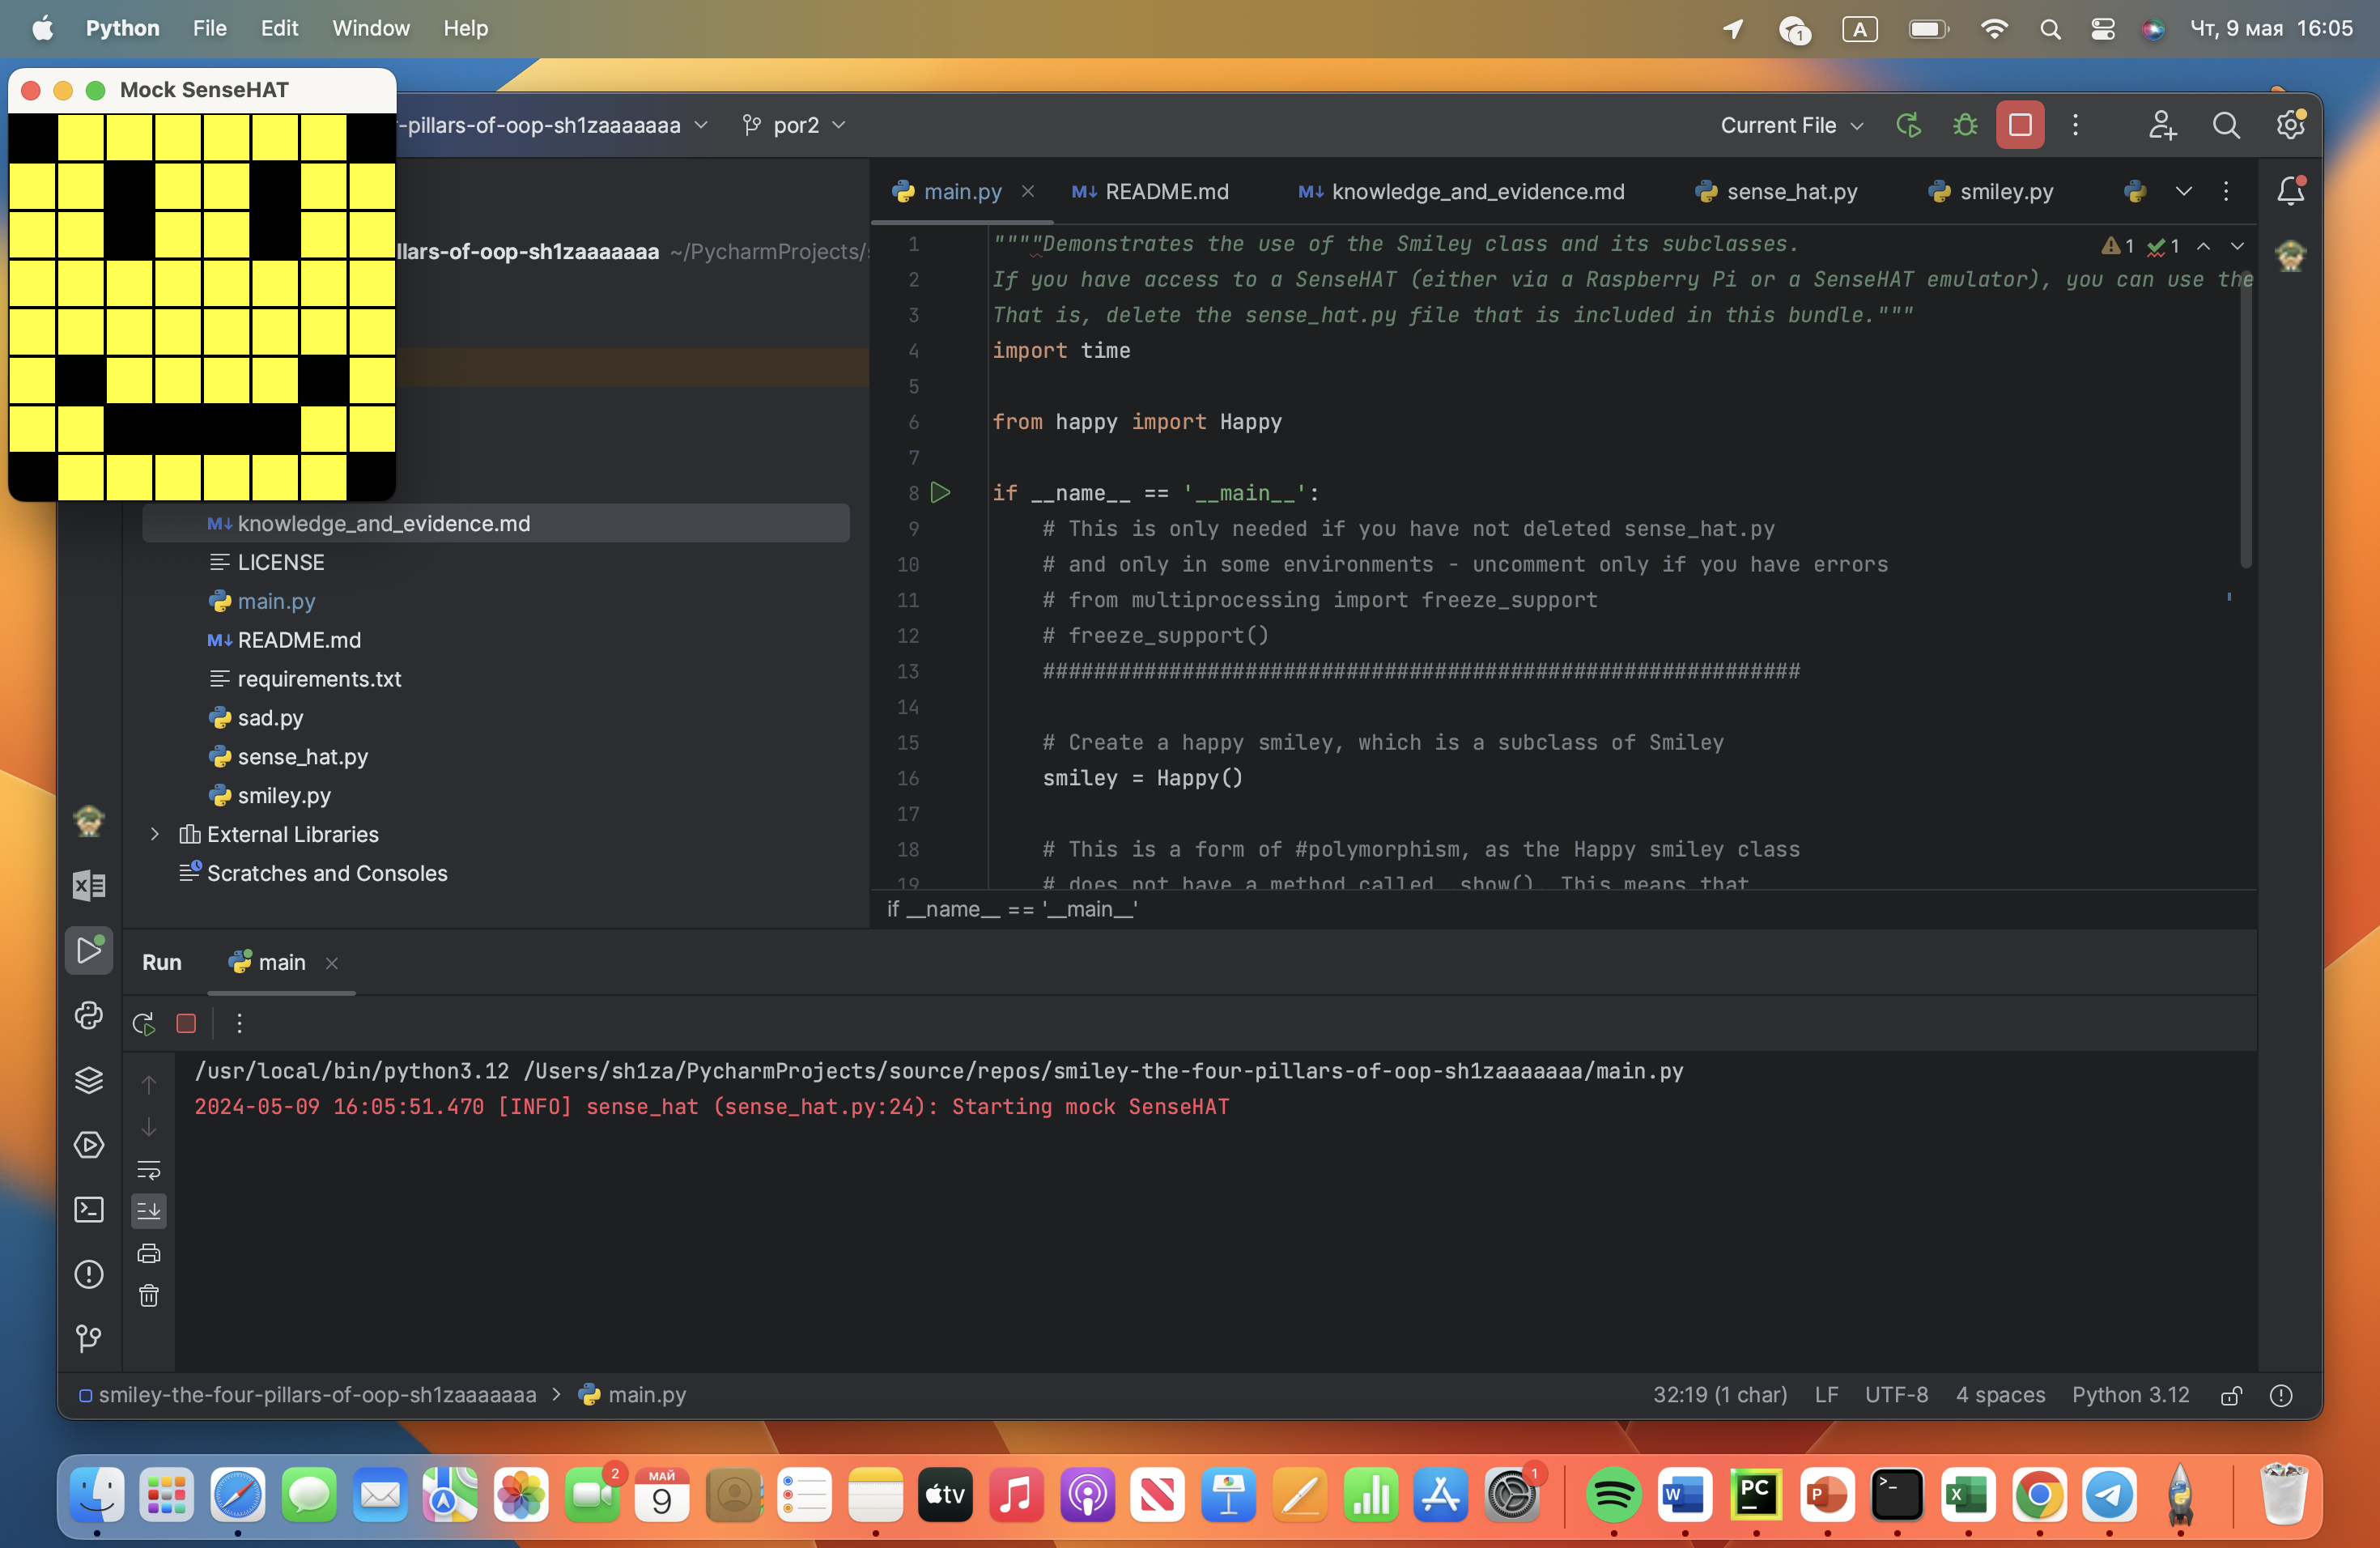 Python File Edit Window Help
1 A Чт, 9 мая 16:05
Mock SenseHAT
-pillars-of-oop-sh1zaaaaaaa por2 Current File
main.py README.md knowledge_and_evidence.md sense_hat.py smiley.py
llars-of-oop-sh1zaaaaaaa ~/PycharmProjects/
1 """"Demonstrates the use of the Smiley class and its subclasses.
1 1
2 If you have access to a SenseHAT (either via a Raspberry Pi or a SenseHAT emulator), you can use the
3 That is, delete the sense_hat.py file that is included in this bundle."""
4 import time
5
6 from happy import Happy
7
8 if __name__ == '__main__':
9 # This is only needed if you have not deleted sense_hat.py
10 # and only in some environments - uncomment only if you have errors
11 # from multiprocessing import freeze_support
12 # freeze_support()
13 ############################################################
14
15 # Create a happy smiley, which is a subclass of Smiley
16 smiley = Happy()
17
18 # This is a form of #polymorphism, as the Happy smiley class
19 # does not have a method called .show(). This means that
if __name__ == '__main__'
M↓ knowledge_and_evidence.md
LICENSE
main.py
M↓ README.md
requirements.txt
sad.py
sense_hat.py
smiley.py
External Libraries
Scratches and Consoles
Run main
/usr/local/bin/python3.12 /Users/sh1za/PycharmProjects/source/repos/smiley-the-four-pillars-of-oop-sh1zaaaaaaa/main.py
2024-05-09 16:05:51.470 [INFO] sense_hat (sense_hat.py:24): Starting mock SenseHAT
smiley-the-four-pillars-of-oop-sh1zaaaaaaa main.py 32:19 (1 char) LF UTF-8 4 spaces Python 3.12
2 МАЙ 9 tv 1 W PC P >_ X